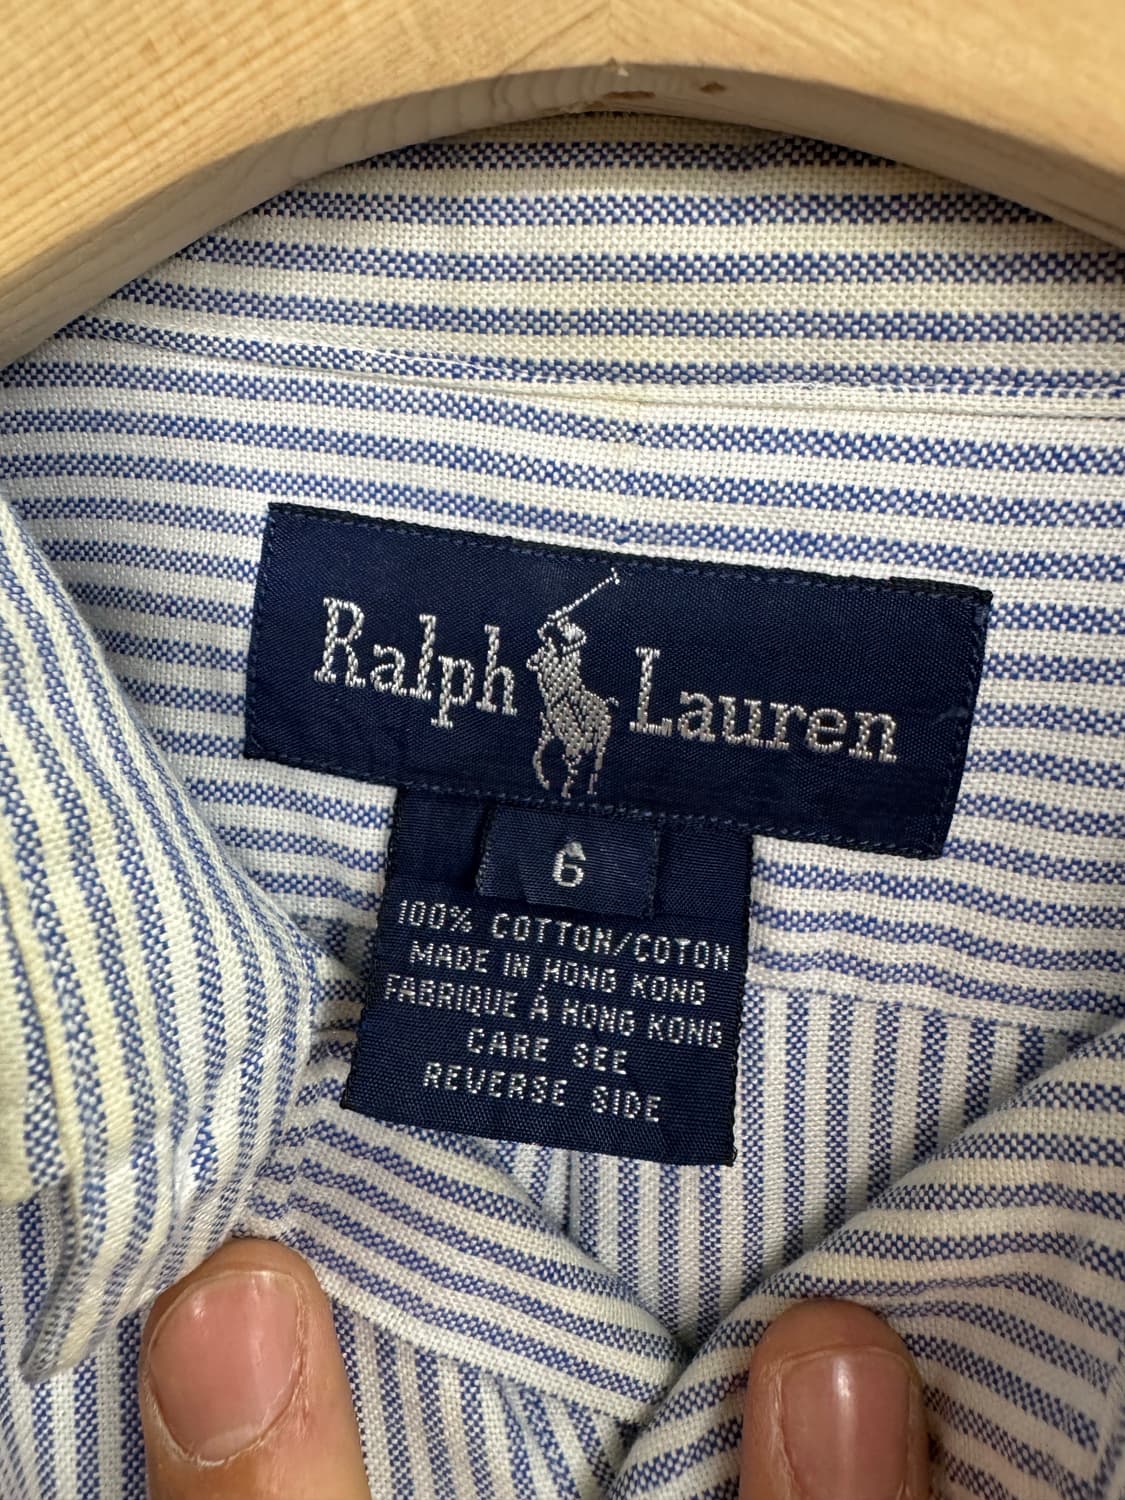 Ralph Lauren
6
100% COTTON/COTON
MADE IN HONG KONG
FABRIQUE À HONG KONG
CARE SEE
REVERSE SIDE